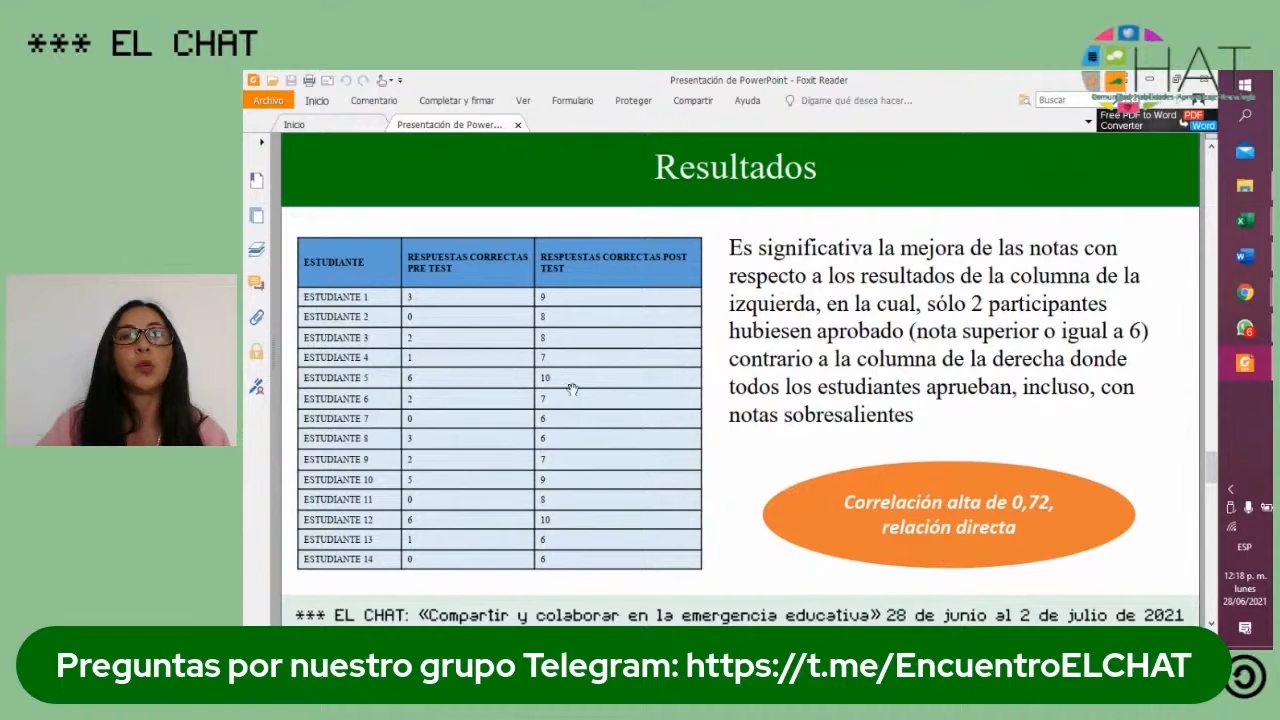 *** EL CHAT
HAT
Presentación de PowerPoint - Foxit Reader
Archivo Inicio Comentario Completar y firmar Ver Formulario Proteger Compartir Ayuda Dígame qué desea hacer... Buscar
Inicio Presentación de Power... ×
Free PDF to Word
Converter
PDF
Word
Resultados
ESTUDIANTE RESPUESTAS CORRECTAS PRE TEST RESPUESTAS CORRECTAS POST TEST
ESTUDIANTE 1 3 9
ESTUDIANTE 2 0 8
ESTUDIANTE 3 2 8
ESTUDIANTE 4 1 7
ESTUDIANTE 5 6 10
ESTUDIANTE 6 2 7
ESTUDIANTE 7 0 6
ESTUDIANTE 8 3 6
ESTUDIANTE 9 2 7
ESTUDIANTE 10 5 9
ESTUDIANTE 11 0 8
ESTUDIANTE 12 6 10
ESTUDIANTE 13 1 6
ESTUDIANTE 14 0 6
Es significativa la mejora de las notas con
respecto a los resultados de la columna de la
izquierda, en la cual, sólo 2 participantes
hubiesen aprobado (nota superior o igual a 6)
contrario a la columna de la derecha donde
todos los estudiantes aprueban, incluso, con
notas sobresalientes
Correlación alta de 0,72,
relación directa
*** EL CHAT: «Compartir y colaborar en la emergencia educativa» 28 de junio al 2 de julio de 2021
ESP
12:18 p. m.
lunes
28/06/2021
Preguntas por nuestro grupo Telegram: https://t.me/EncuentroELCHAT